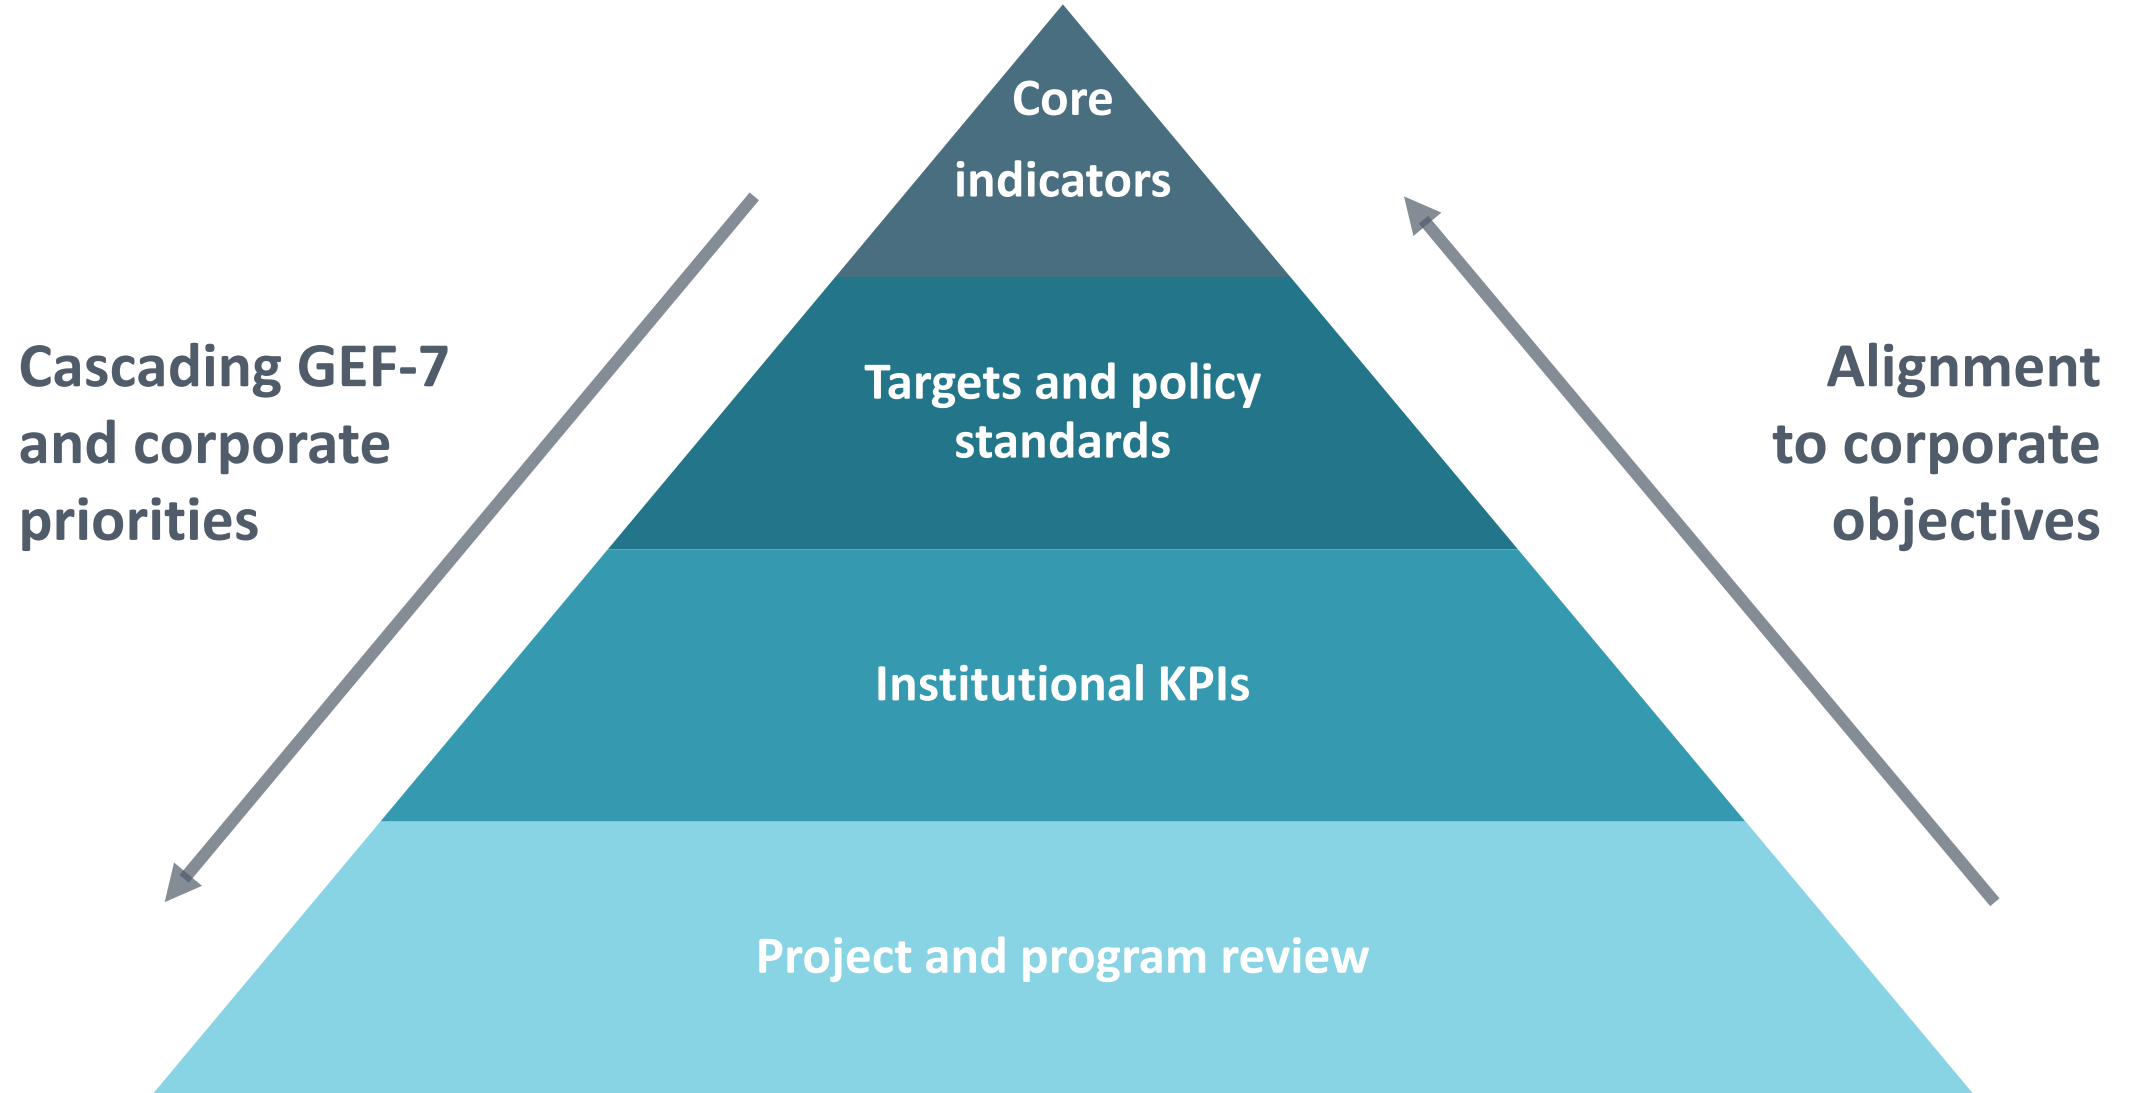 Core
indicators
Cascading GEF-7
and corporate
priorities
Targets and policy
standards
Alignment
to corporate
objectives
Institutional KPIs
Project and program review